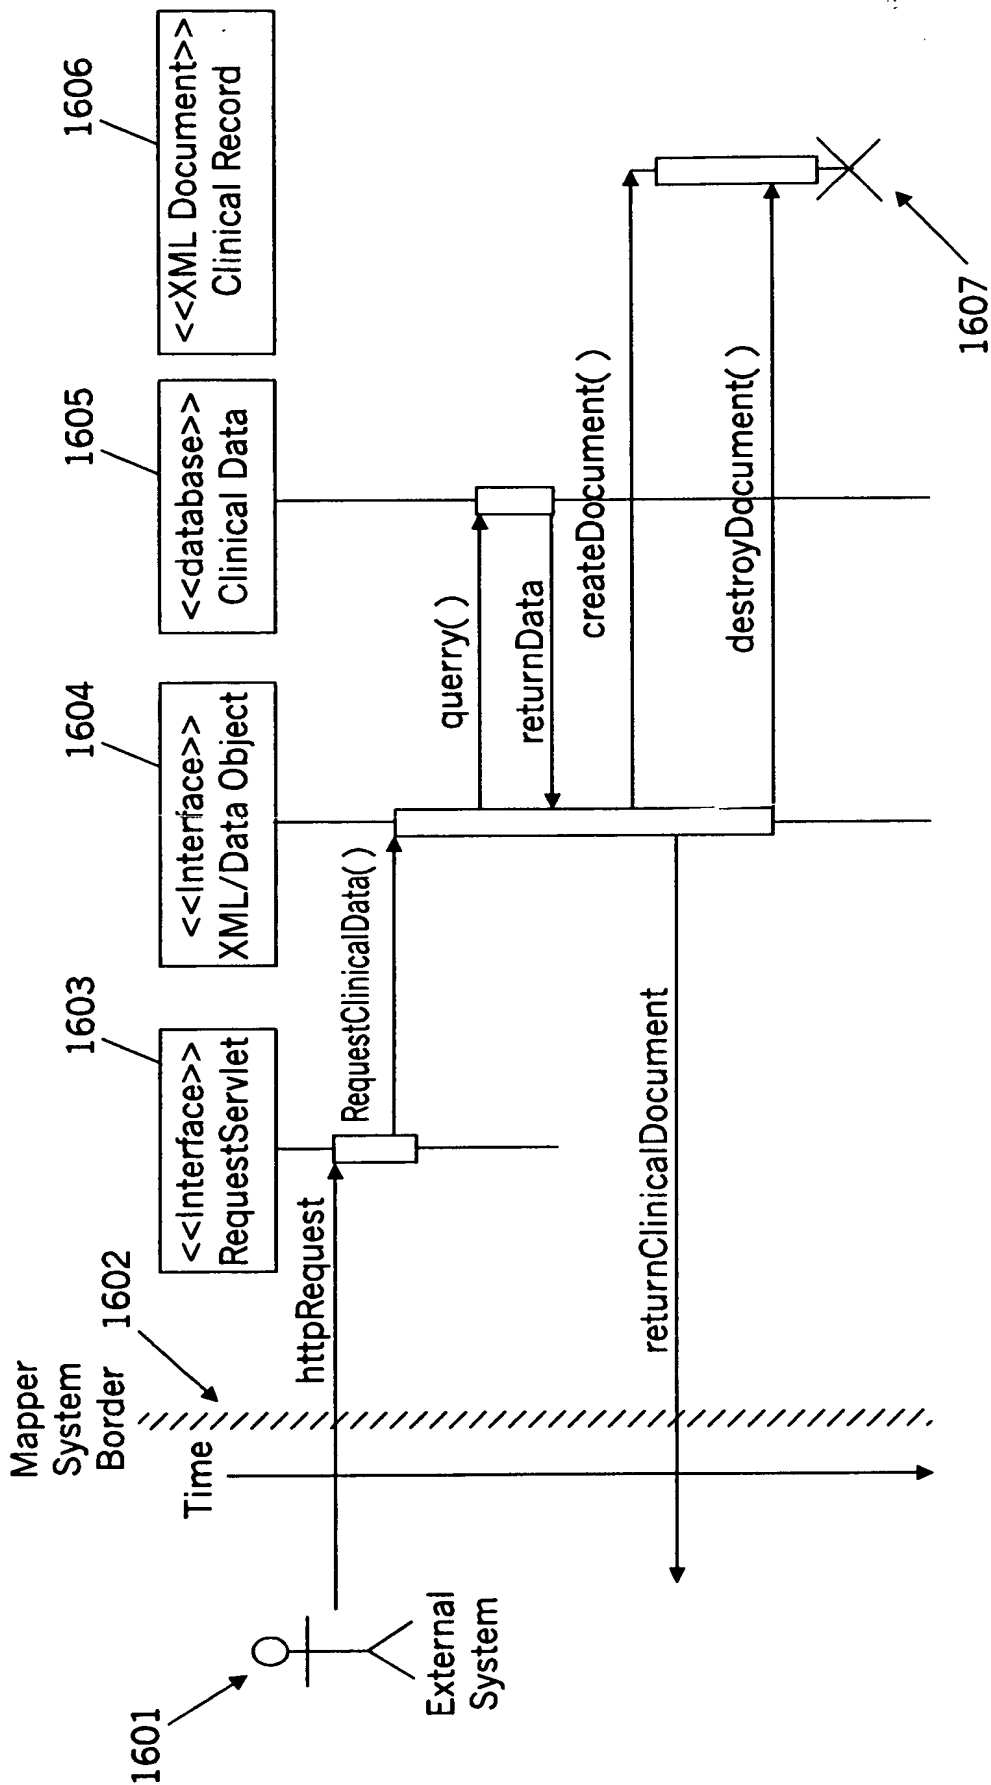 1601
External
System
Mapper
System
Border
1602
Time
1603
<<Interface>>
RequestServlet
1604
<<Interface>>
XML/Data Object
1605
<<database>>
Clinical Data
1606
<<XML Document>>
Clinical Record
httpRequest
RequestClinicalData( )
querry( )
returnData
createDocument( )
returnClinicalDocument
destroyDocument( )
1607